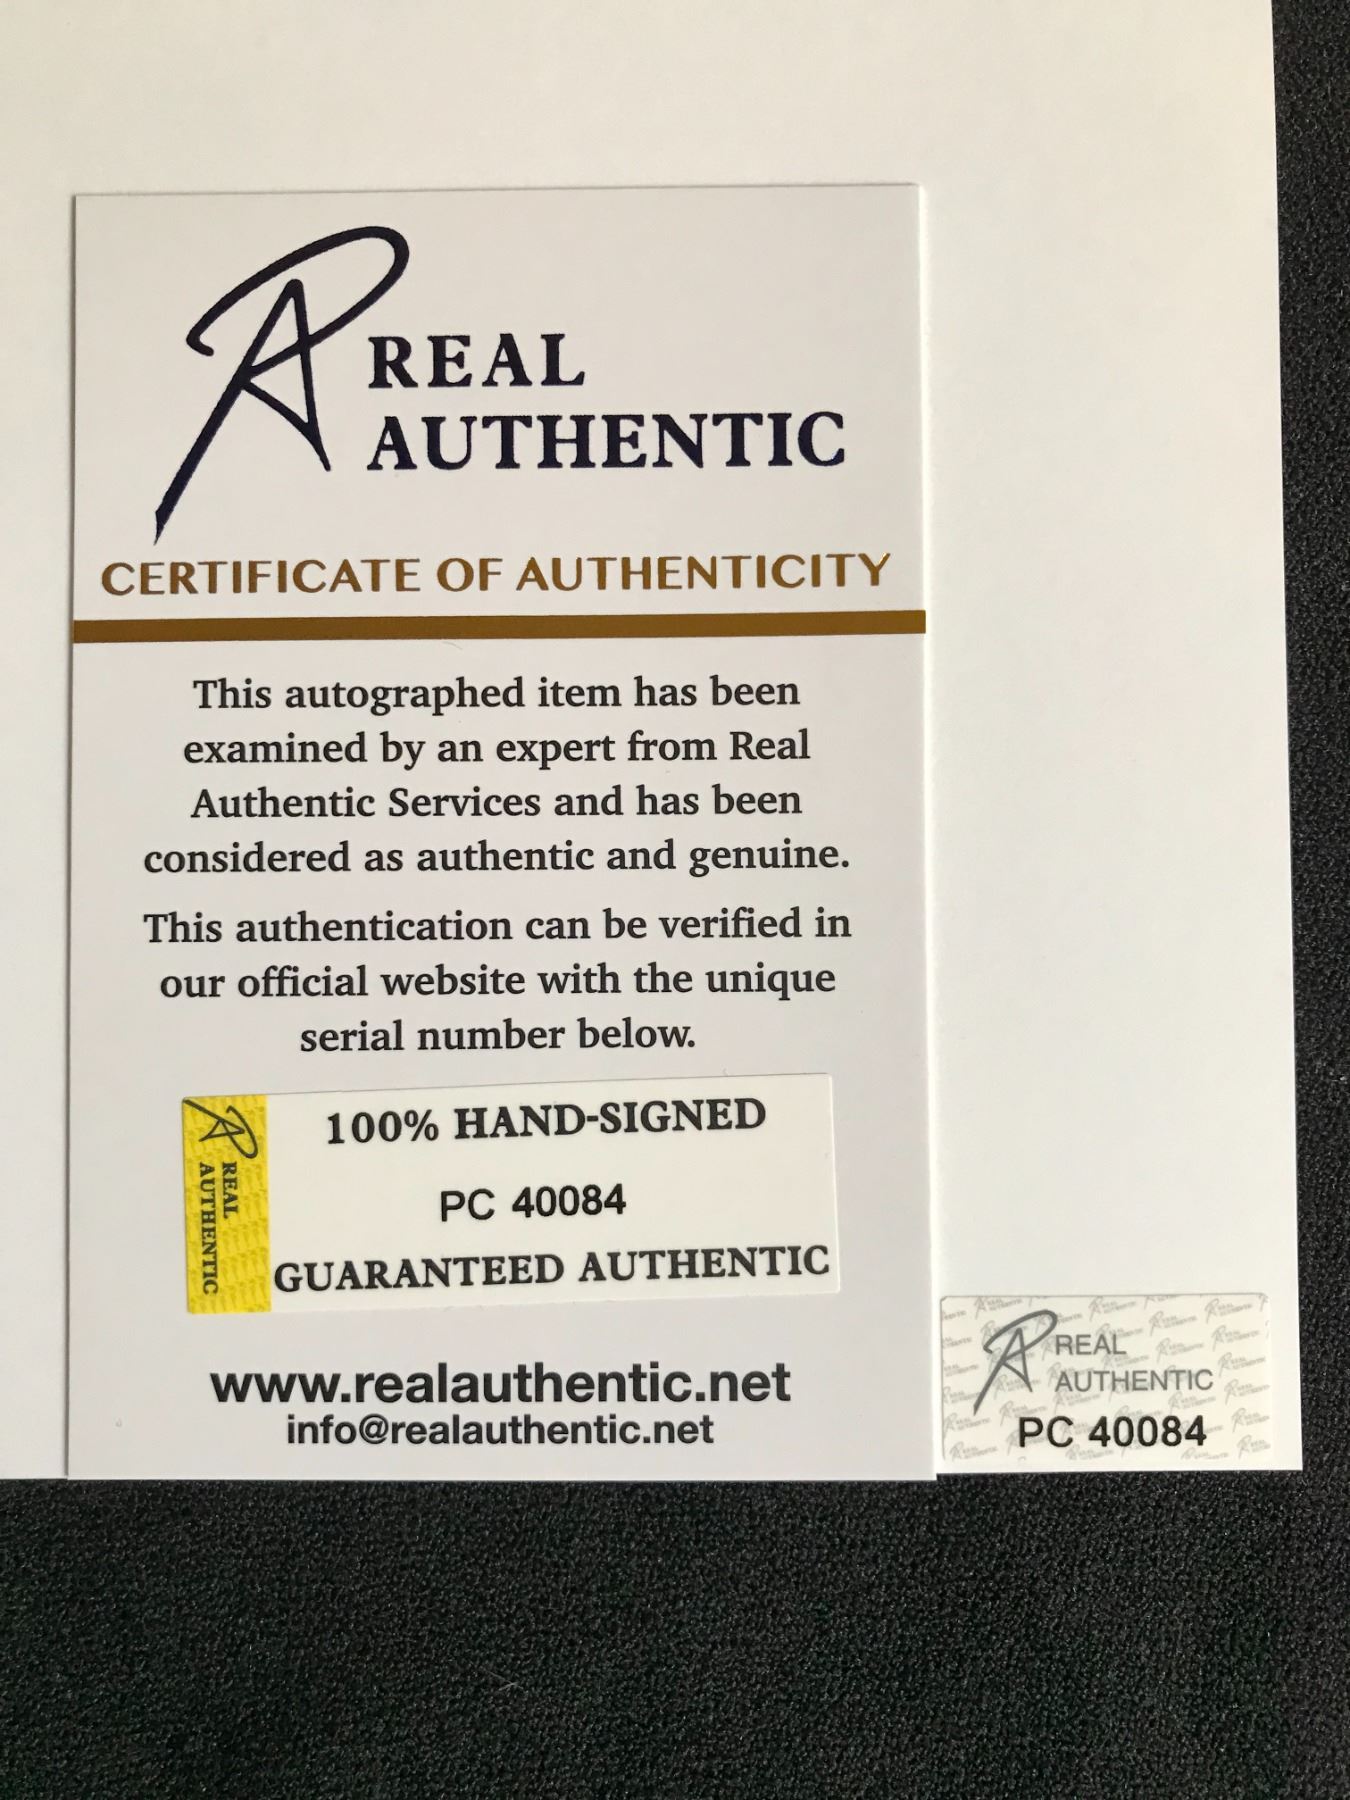 REAL
AUTHENTIC
CERTIFICATE OF AUTHENTICITY
This autographed item has been
examined by an expert from Real
Authentic Services and has been
considered as authentic and genuine.
This authentication can be verified in
our official website with the unique
serial number below.
REAL
AUTHENTIC
100% HAND-SIGNED
PC 40084
GUARANTEED AUTHENTIC
www.realauthentic.net
info@realauthentic.net
REAL
AUTHENTIC
PC 40084